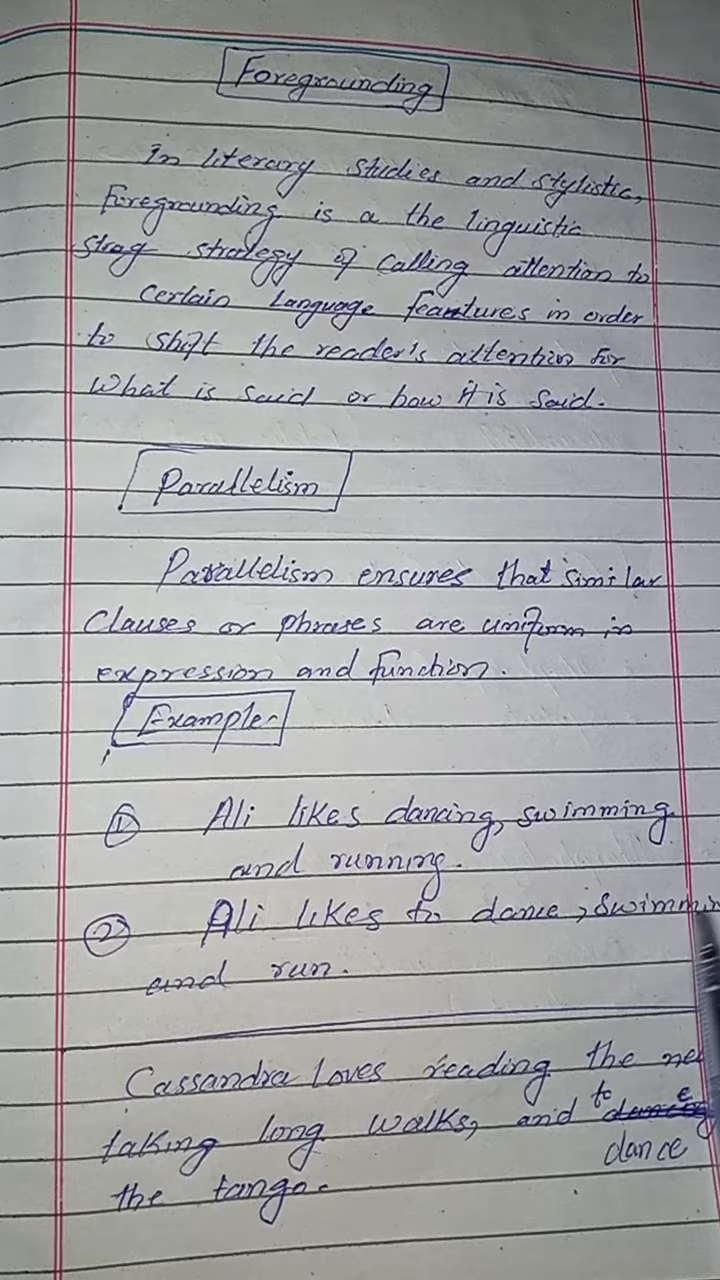 Foregrounding
In literary studies and stylistic,
Foregrounding is a the linguistic
strag strategy of calling attention to
certain language features in order
to shift the reader's attention for
what is said or how it is said.
Parallelism
Parallelism ensures that similar
Clauses or phrases are uniform in
expression and function.
Example-
① Ali likes dancing, swimming
and running.
② Ali likes to dance, swimmin
and run.
Cassandra loves reading the ne
taking long walks, and to
dance
the tango.